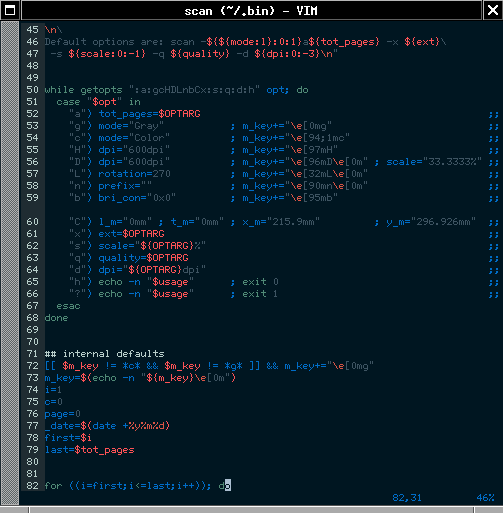 scan (~/.bin) - VIM
45 \n\
46 Default options are: scan -${${mode:1}:0:1}a${tot_pages} -x ${ext}\
47  -s ${scale:0:-1} -q ${quality} -d ${dpi:0:-3}\n"
48
49
50 while getopts ":a:gcHDLnbCx:s:q:d:h" opt; do
51   case "$opt" in
52     "a") tot_pages=$OPTARG ;;
53     "g") mode="Gray" ; m_key+="\e[0mg" ;;
54     "c") mode="Color" ; m_key+="\e[94;1mc" ;;
55     "H") dpi="600dpi" ; m_key+="\e[97mH" ;;
56     "D") dpi="600dpi" ; m_key+="\e[96mD\e[0m" ; scale="33.3333%" ;;
57     "L") rotation=270 ; m_key+="\e[32mL\e[0m" ;;
58     "n") prefix="" ; m_key+="\e[90mn\e[0m" ;;
59     "b") bri_con="0x0" ; m_key+="\e[95mb" ;;
60     "C") l_m="0mm" ; t_m="0mm" ; x_m="215.9mm" ; y_m="296.926mm" ;;
61     "x") ext=$OPTARG ;;
62     "s") scale="${OPTARG}%" ;;
63     "q") quality=$OPTARG ;;
64     "d") dpi="${OPTARG}dpi" ;;
65     "h") echo -n "$usage" ; exit 0 ;;
66     "?") echo -n "$usage" ; exit 1 ;;
67   esac
68 done
69
70
71 ## internal defaults
72 [[ $m_key != *c* && $m_key != *g* ]] && m_key+="\e[0mg"
73 m_key=$(echo -n "${m_key}\e[0m")
74 i=1
75 c=0
76 page=0
77 _date=$(date +%y%m%d)
78 first=$i
79 last=$tot_pages
80
81
82 for ((i=first;i<=last;i++)); do
82,31 46%